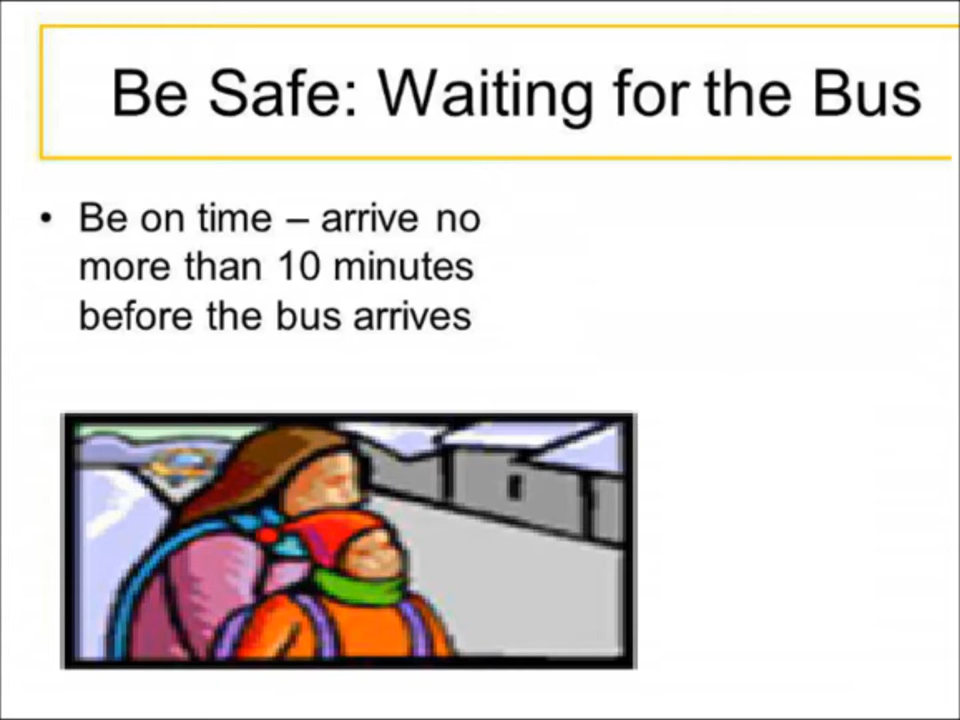 Be Safe: Waiting for the Bus
• Be on time – arrive no
more than 10 minutes
before the bus arrives